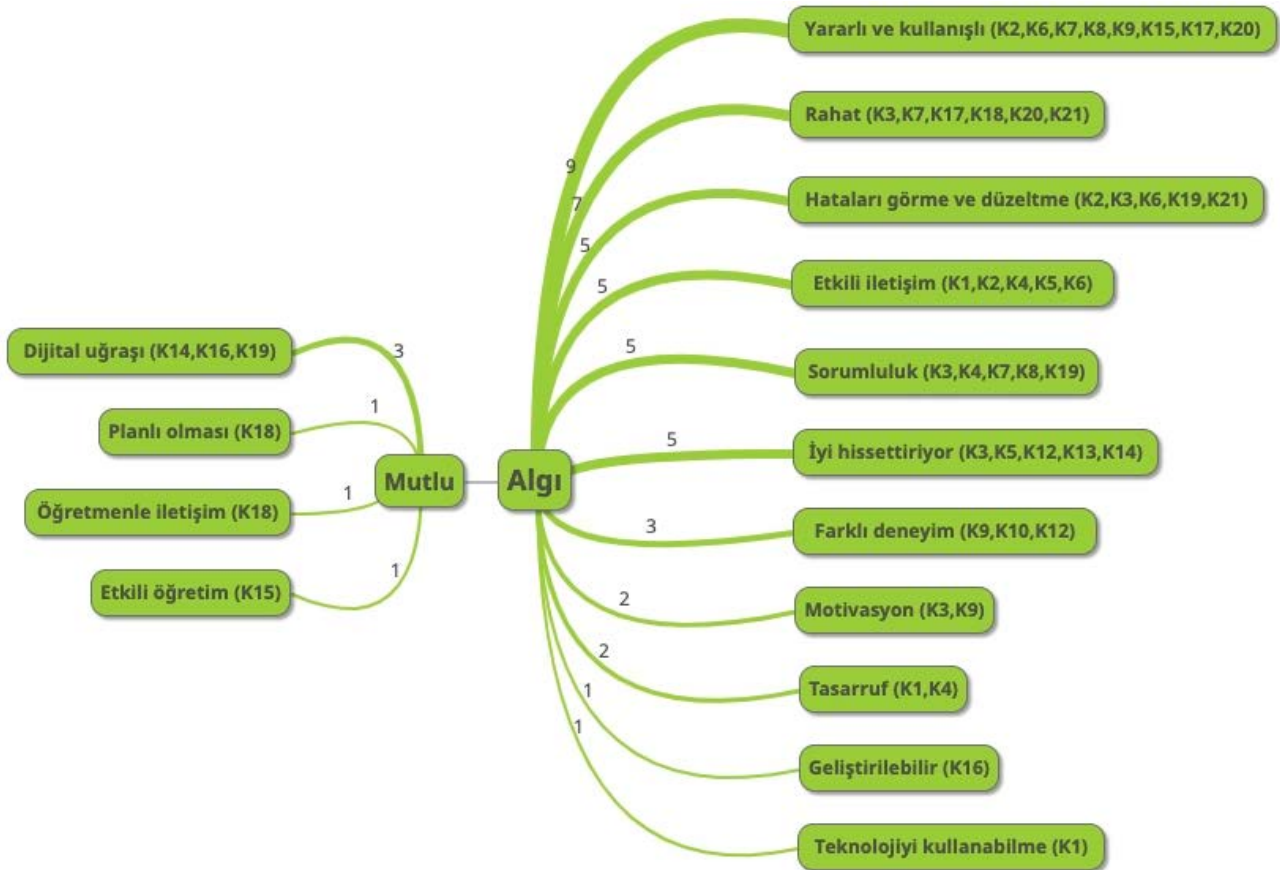 Yararlı ve kullanışlı (K2,K6,K7,K8,K9,K15,K17,K20)
9
Rahat (K3,K7,K17,K18,K20,K21)
7
Hataları görme ve düzeltme (K2,K3,K6,K19,K21)
5
Etkili iletişim (K1,K2,K4,K5,K6)
5
Sorumluluk (K3,K4,K7,K8,K19)
5
İyi hissettiriyor (K3,K5,K12,K13,K14)
5
Farklı deneyim (K9,K10,K12)
3
Motivasyon (K3,K9)
2
Tasarruf (K1,K4)
2
Geliştirilebilir (K16)
1
Teknolojiyi kullanabilme (K1)
1
Algı
Mutlu
Dijital uğraşı (K14,K16,K19)
3
Planlı olması (K18)
1
Öğretmenle iletişim (K18)
1
Etkili öğretim (K15)
1